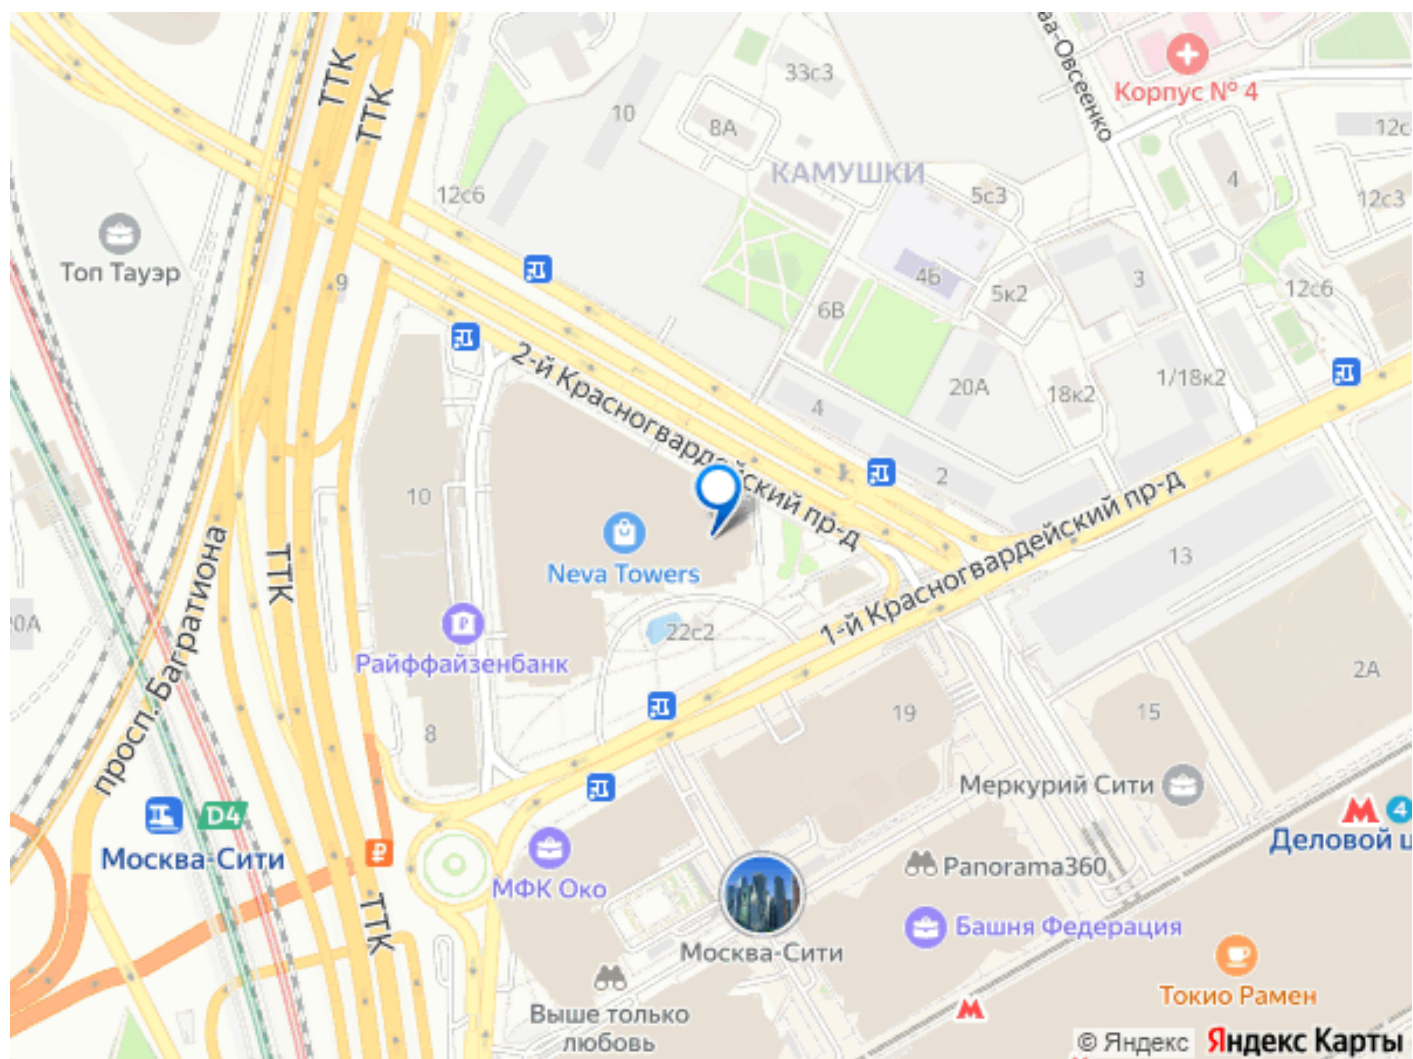 ТТК
ТТК
ва-Овсеенко
Корпус № 4
33с3
10
8А
12с
КАМУШКИ
12с6
5с3
4
12с3
Топ Тауэр
9
4Б
5к2
3
12с6
6В
2-й Красногвардейский пр-д
20А
18к2
1/18к2
4
2
10
Neva Towers
1-й Красногвардейский пр-д
13
ТТК
просп. Багратиона
22с2
Райффайзенбанк
2А
8
19
15
Меркурий Сити
D4
Москва-Сити
₽
4
Деловой ц
МФК Око
Panorama360
ТТК
Башня Федерация
Москва-Сити
Выше только
любовь
Токио Рамен
© Яндекс Яндекс Карты